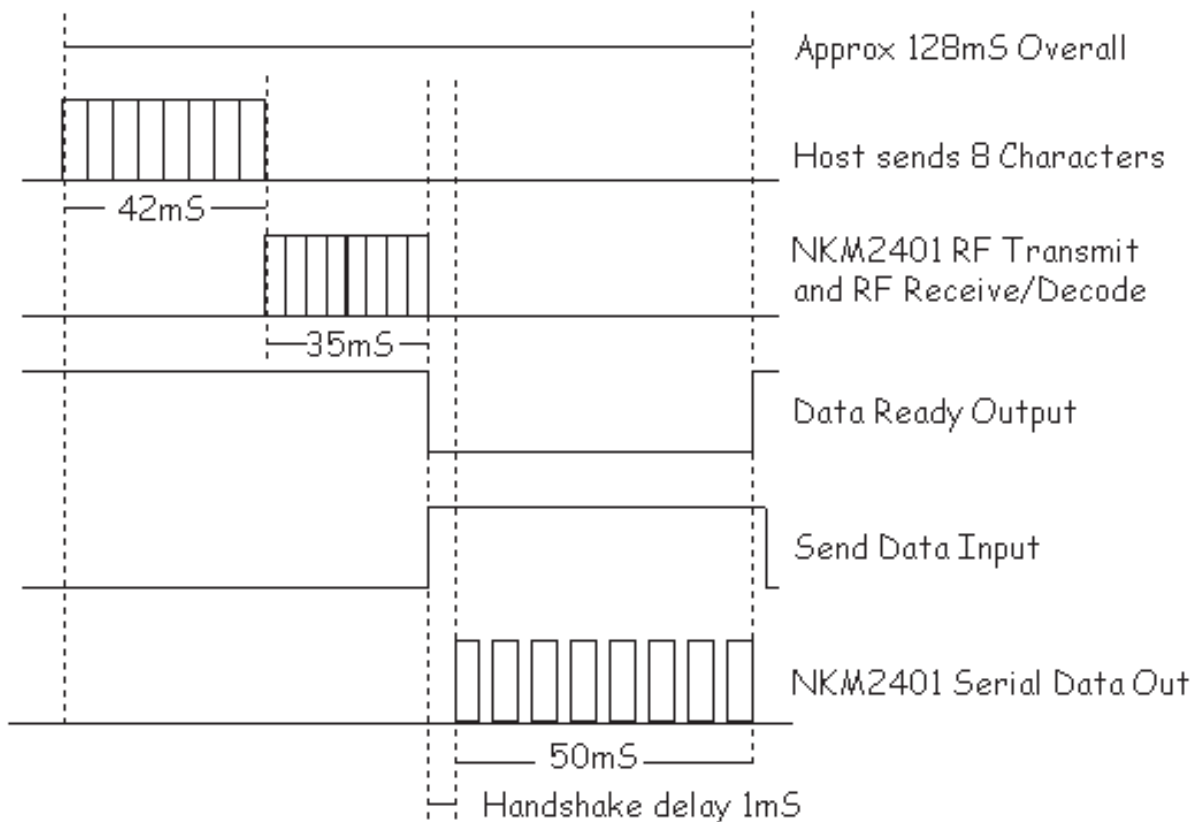 Approx 128mS Overall
Host sends 8 Characters
42mS
NKM2401 RF Transmit
and RF Receive/Decode
35mS
Data Ready Output
Send Data Input
NKM2401 Serial Data Out
50mS
Handshake delay 1mS